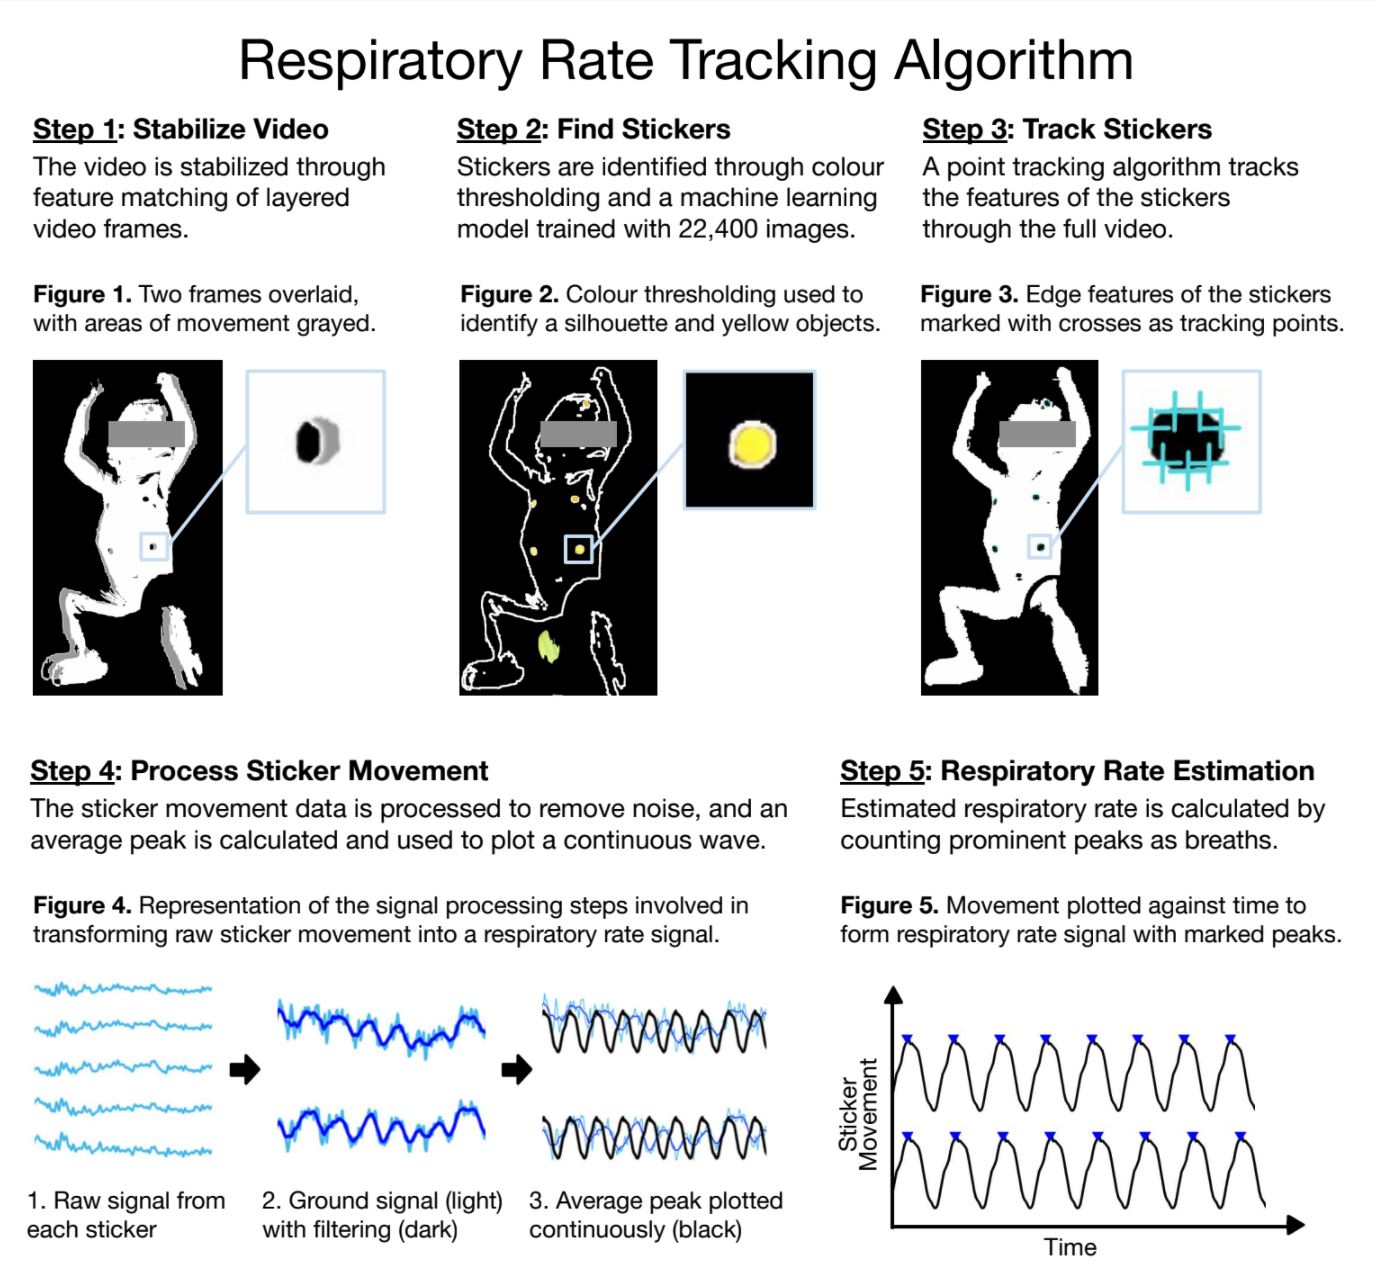 Respiratory Rate Tracking Algorithm
Step 1: Stabilize Video
The video is stabilized through
feature matching of layered
video frames.
Figure 1. Two frames overlaid,
with areas of movement grayed.
Step 2: Find Stickers
Stickers are identified through colour
thresholding and a machine learning
model trained with 22,400 images.
Figure 2. Colour thresholding used to
identify a silhouette and yellow objects.
Step 3: Track Stickers
A point tracking algorithm tracks
the features of the stickers
through the full video.
Figure 3. Edge features of the stickers
marked with crosses as tracking points.
Step 4: Process Sticker Movement
The sticker movement data is processed to remove noise, and an
average peak is calculated and used to plot a continuous wave.
Figure 4. Representation of the signal processing steps involved in
transforming raw sticker movement into a respiratory rate signal.
1. Raw signal from
each sticker
2. Ground signal (light)
with filtering (dark)
3. Average peak plotted
continuously (black)
Step 5: Respiratory Rate Estimation
Estimated respiratory rate is calculated by
counting prominent peaks as breaths.
Figure 5. Movement plotted against time to
form respiratory rate signal with marked peaks.
Sticker
Movement
Time